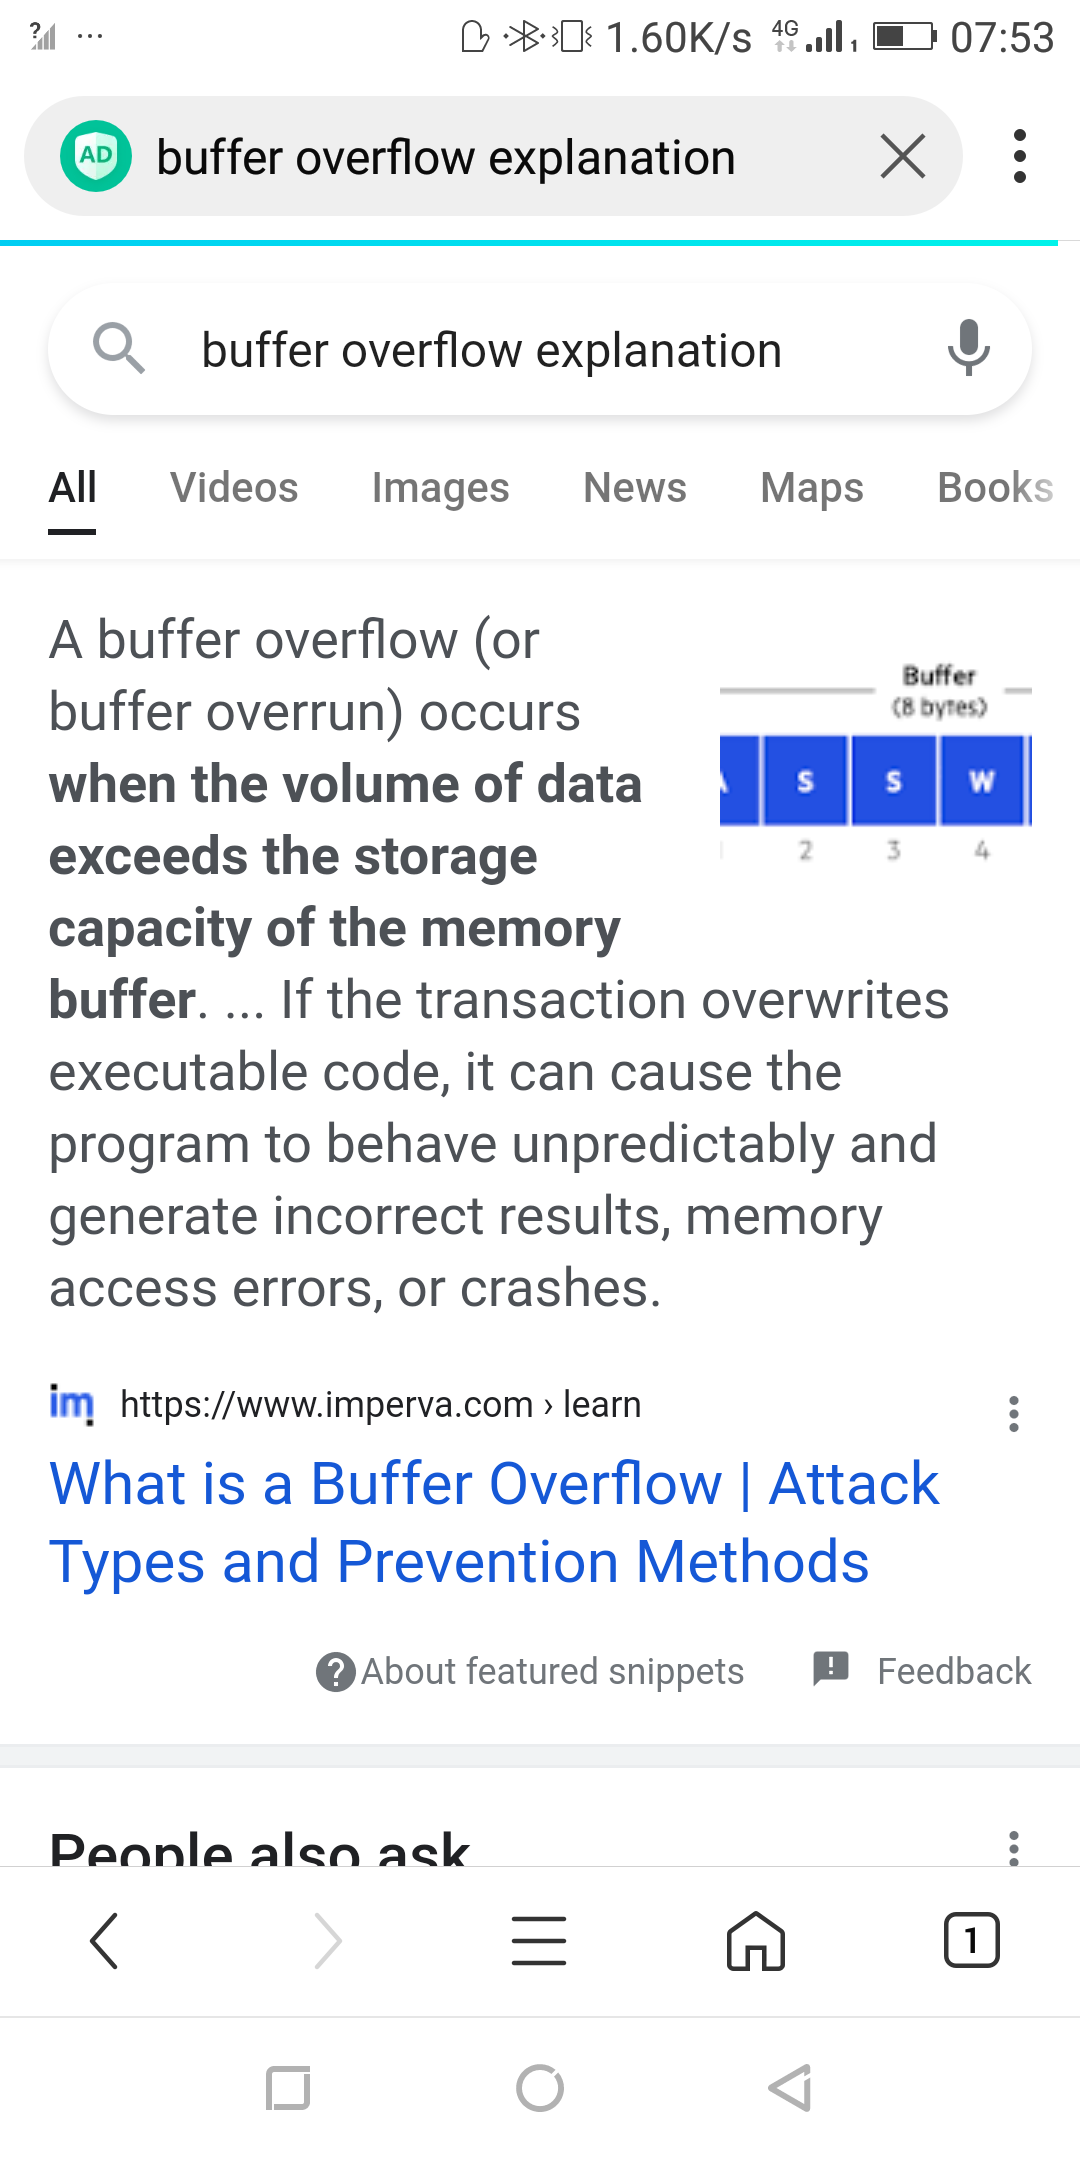 ?
1.60K/s 4G 1 07:53
AD buffer overflow explanation
buffer overflow explanation
All Videos Images News Maps Books
A buffer overflow (or
buffer overrun) occurs
when the volume of data
exceeds the storage
capacity of the memory
buffer. ... If the transaction overwrites
executable code, it can cause the
program to behave unpredictably and
generate incorrect results, memory
access errors, or crashes.
Buffer
(8 bytes)
S S W
2 3 4
im https://www.imperva.com › learn
What is a Buffer Overflow | Attack
Types and Prevention Methods
About featured snippets Feedback
People also ask
1